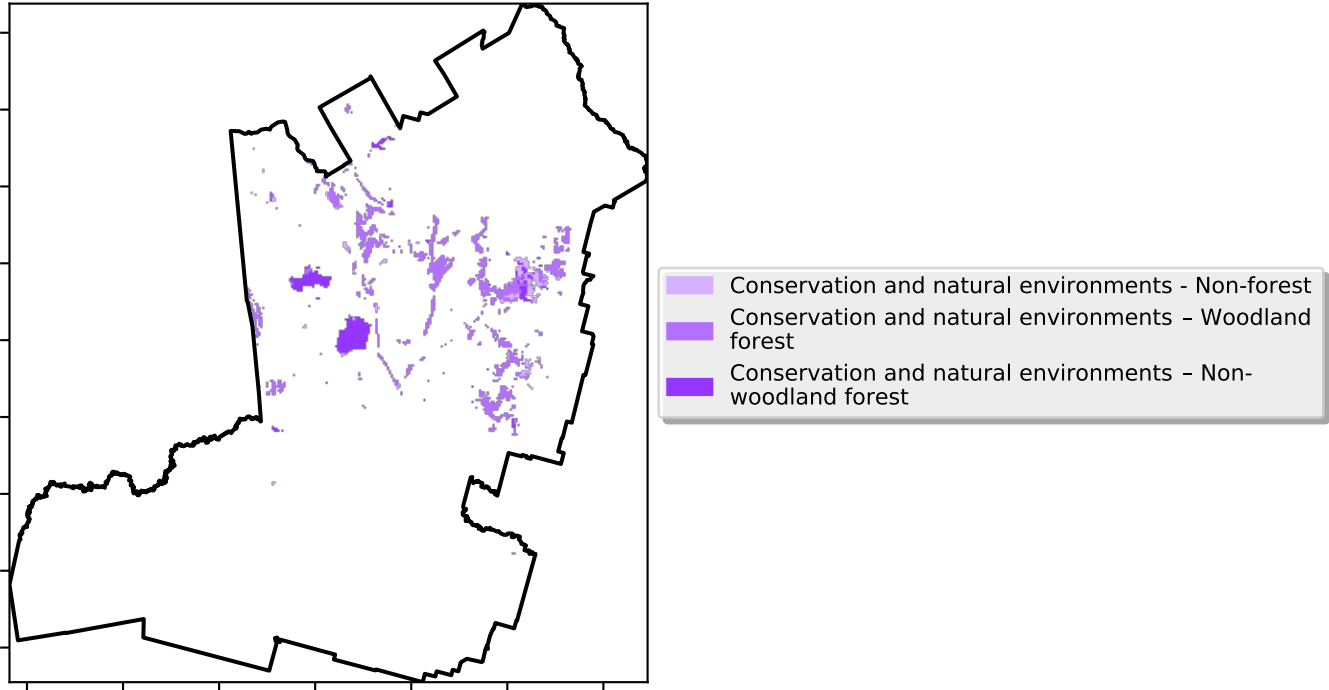 Conservation and natural environments - Non-forest
Conservation and natural environments – Woodland
forest
Conservation and natural environments – Non-
woodland forest